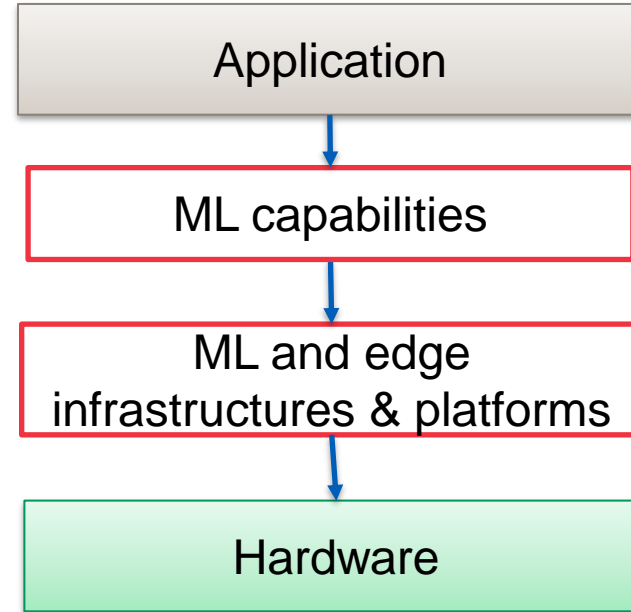 Application
ML capabilities
ML and edge
infrastructures & platforms
Hardware